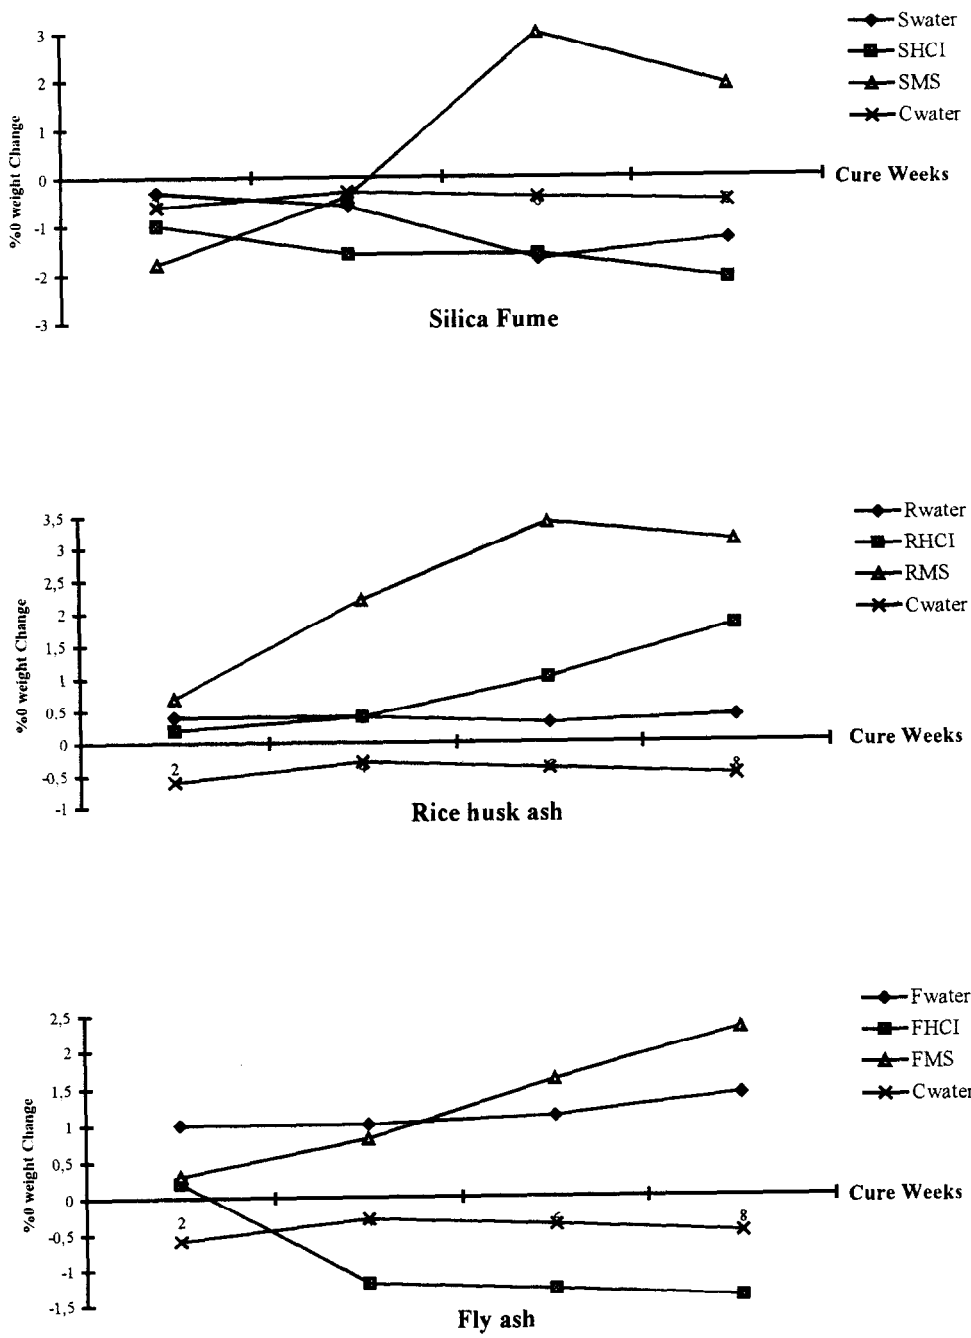 Swater
SHCI
SMS
Cwater
3
2
1
0
-1
-2
-3
%0 weight Change
Cure Weeks
Silica Fume
Rwater
RHCI
RMS
Cwater
3,5
3
2,5
2
1,5
1
0,5
0
-0,5
-1
%0 weight Change
2
8
Cure Weeks
Rice husk ash
Fwater
FHCI
FMS
Cwater
2,5
2
1,5
1
0,5
0
-0,5
-1
-1,5
%0 weight Change
2
6
8
Cure Weeks
Fly ash